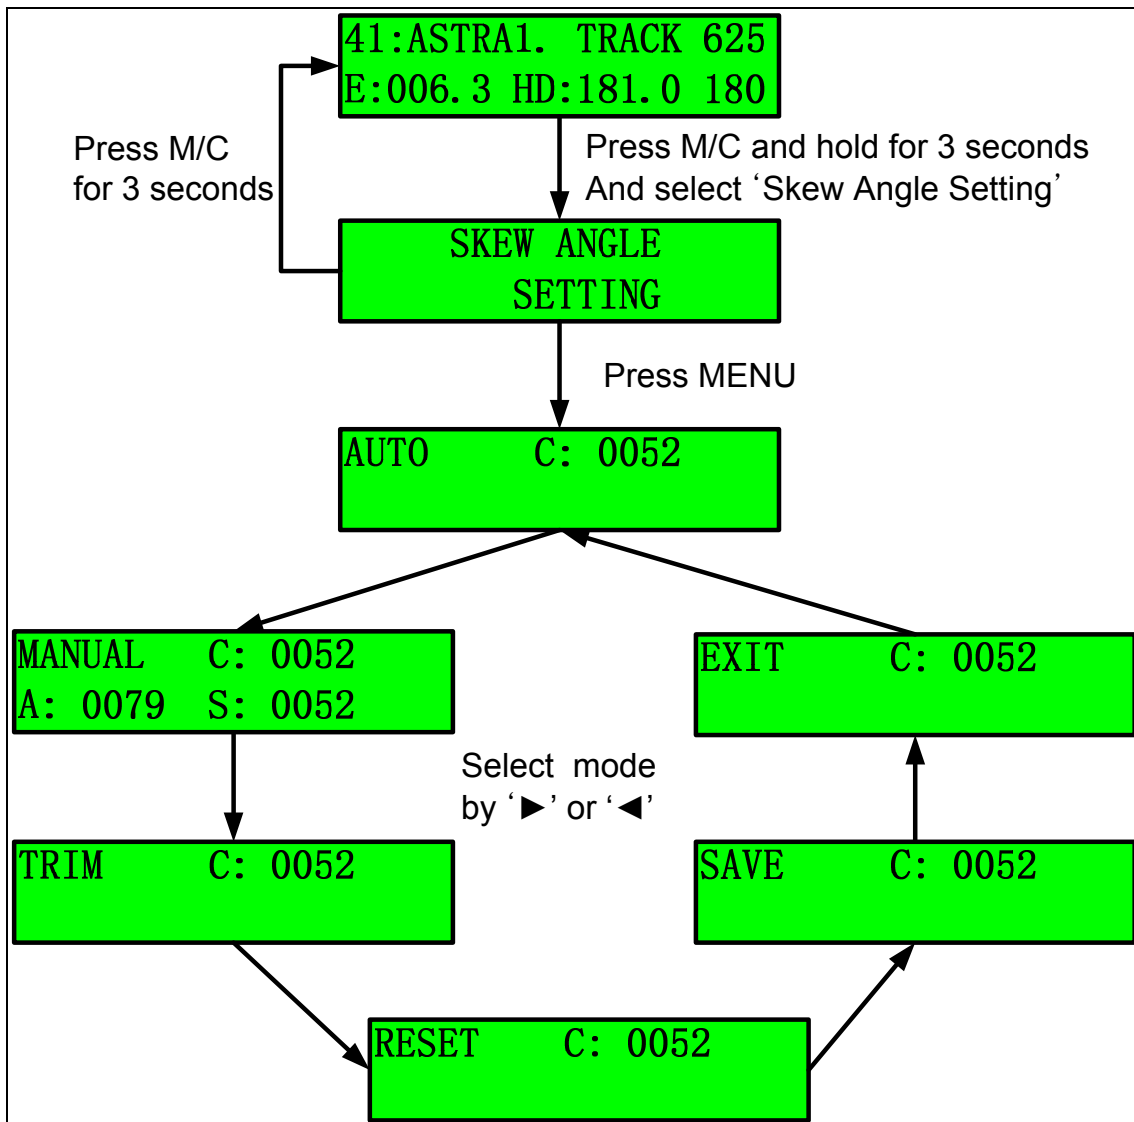 41:ASTRA1. TRACK 625
E:006.3 HD:181.0 180
Press M/C
for 3 seconds
Press M/C and hold for 3 seconds
And select ‘Skew Angle Setting’
SKEW ANGLE
SETTING
Press MENU
AUTO C: 0052
MANUAL C: 0052
A: 0079 S: 0052
EXIT C: 0052
Select mode
by ‘►’ or ‘◄’
TRIM C: 0052
SAVE C: 0052
RESET C: 0052